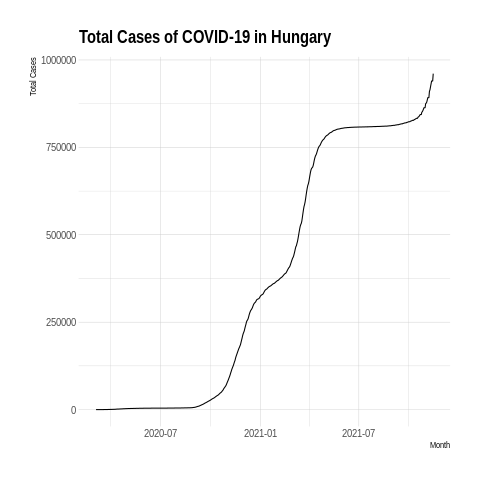 Total Cases of COVID-19 in Hungary
Total Cases
1000000
750000
500000
250000
0
2020-07 2021-01 2021-07
Month